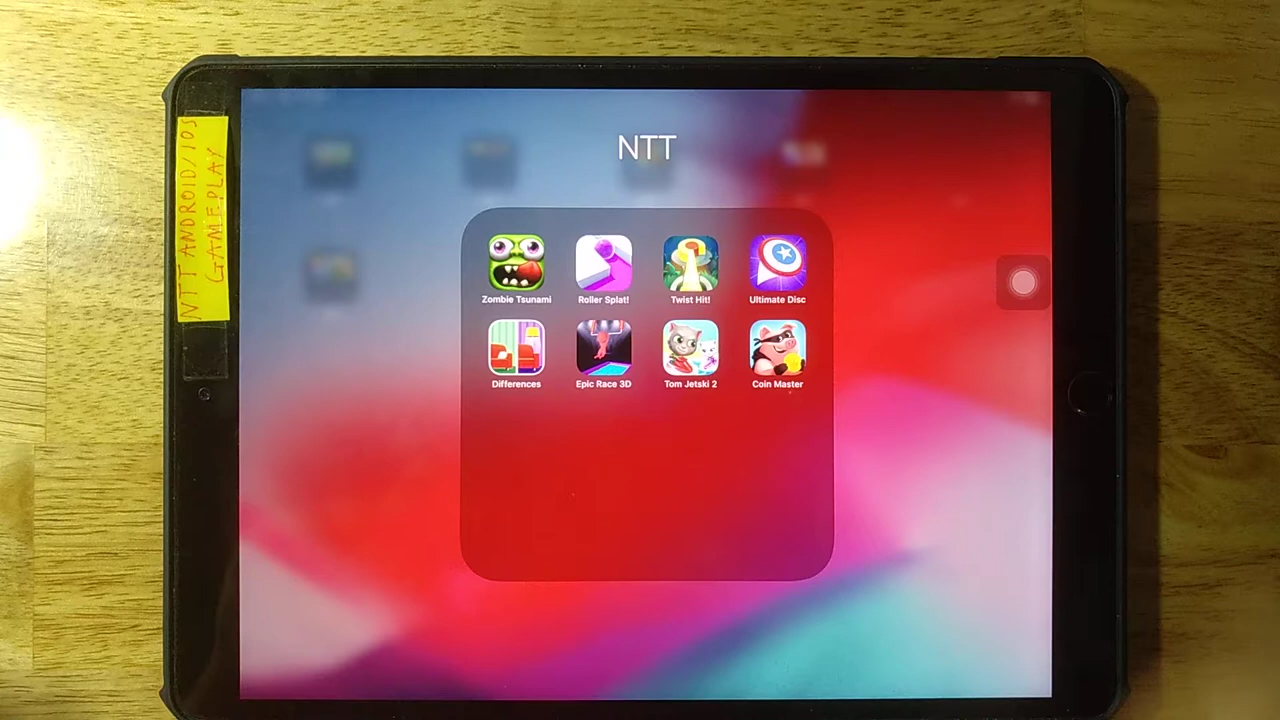 NTT ANDROID/IOS
GAMEPLAY
NTT
Zombie Tsunami
Roller Splat!
Twist Hit!
Ultimate Disc
Differences
Epic Race 3D
Tom Jetski 2
Coin Master